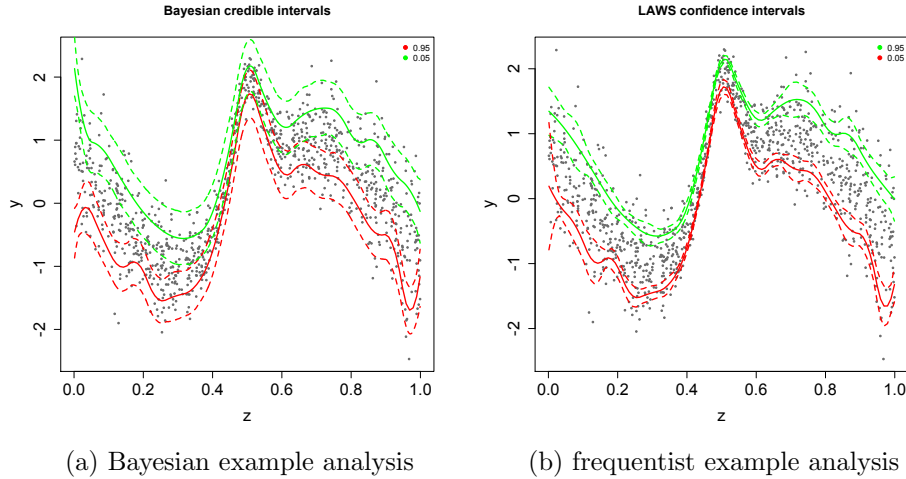 Bayesian credible intervals
0.95
0.05
y
2
1
0
-1
-2
0.0 0.2 0.4 0.6 0.8 1.0
z
(a) Bayesian example analysis
LAWS confidence intervals
0.95
0.05
y
2
1
0
-1
-2
0.0 0.2 0.4 0.6 0.8 1.0
z
(b) frequentist example analysis